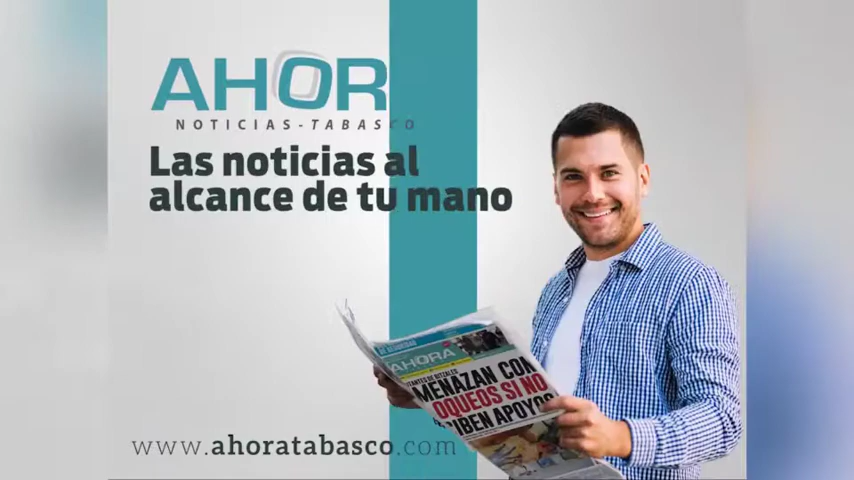 AHOR
NOTICIAS-TABASCO
Las noticias al
alcance de tu mano
AHORA
MENAZAN CON
OQUEOS SI NO
CIBEN APOYOS
www.ahoratabasco.com